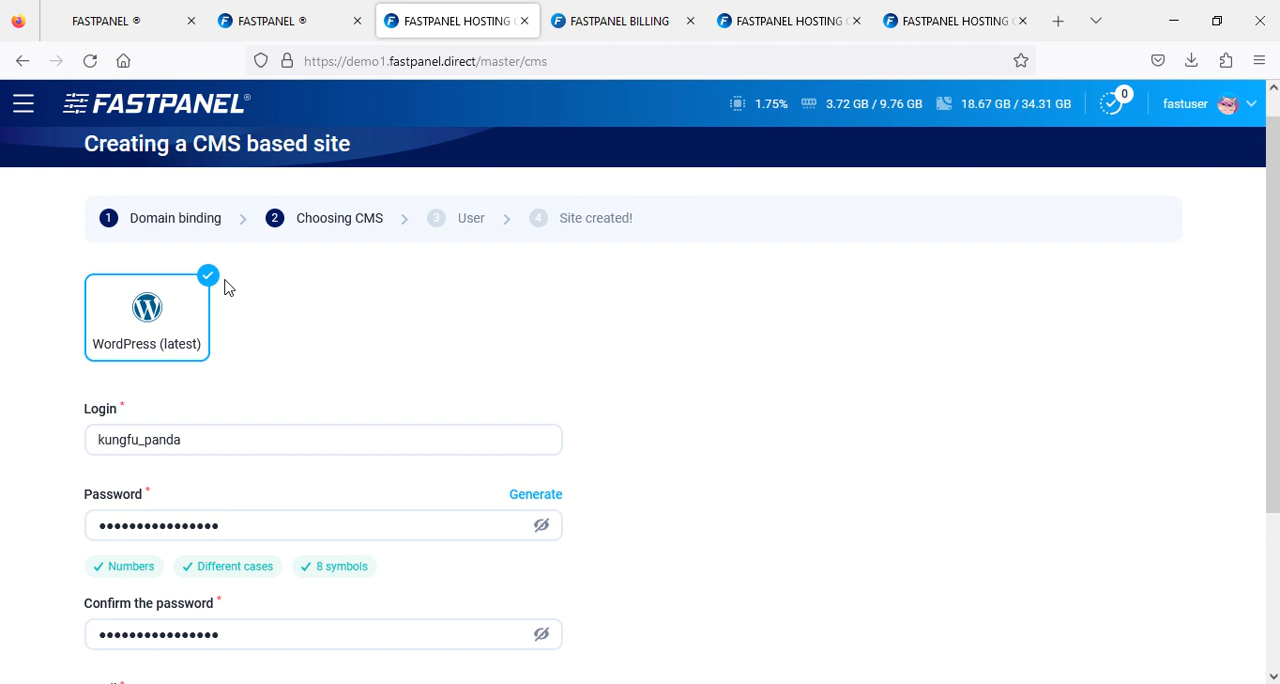 FASTPANEL ®
FASTPANEL ®
FASTPANEL HOSTING
FASTPANEL BILLING
FASTPANEL HOSTING
FASTPANEL HOSTING
https://demo1.fastpanel.direct/master/cms
FASTPANEL®
1.75%
3.72 GB / 9.76 GB
18.67 GB / 34.31 GB
0
fastuser
Creating a CMS based site
1 Domain binding
2 Choosing CMS
3 User
4 Site created!
WordPress (latest)
Login *
kungfu_panda
Password *
Generate
••••••••••••••••
Numbers
Different cases
8 symbols
Confirm the password *
••••••••••••••••